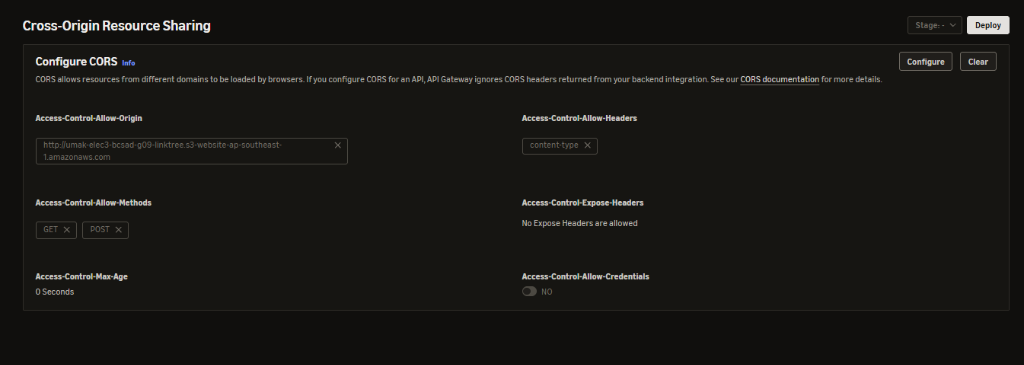 Cross-Origin Resource Sharing
Stage: -
Deploy
Configure CORS Info
Configure
Clear
CORS allows resources from different domains to be loaded by browsers. If you configure CORS for an API, API Gateway ignores CORS headers returned from your backend integration. See our CORS documentation for more details.
Access-Control-Allow-Origin
http://umak-elec3-bcsad-g09-linktree.s3-website-ap-southeast-
1.amazonaws.com
Access-Control-Allow-Headers
content-type
Access-Control-Allow-Methods
GET
POST
Access-Control-Expose-Headers
No Expose Headers are allowed
Access-Control-Max-Age
0 Seconds
Access-Control-Allow-Credentials
NO